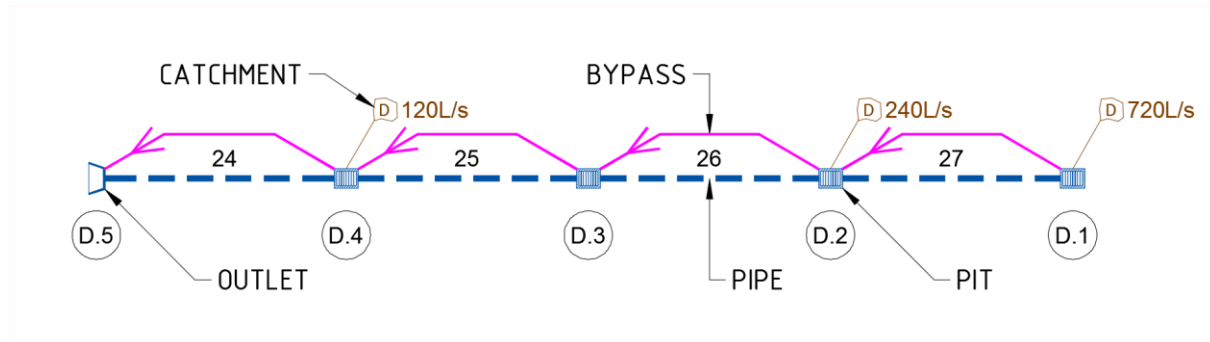 CATCHMENT
BYPASS
D 120L/s
D 240L/s
D 720L/s
24
25
26
27
D.5
D.4
D.3
D.2
D.1
OUTLET
PIPE
PIT